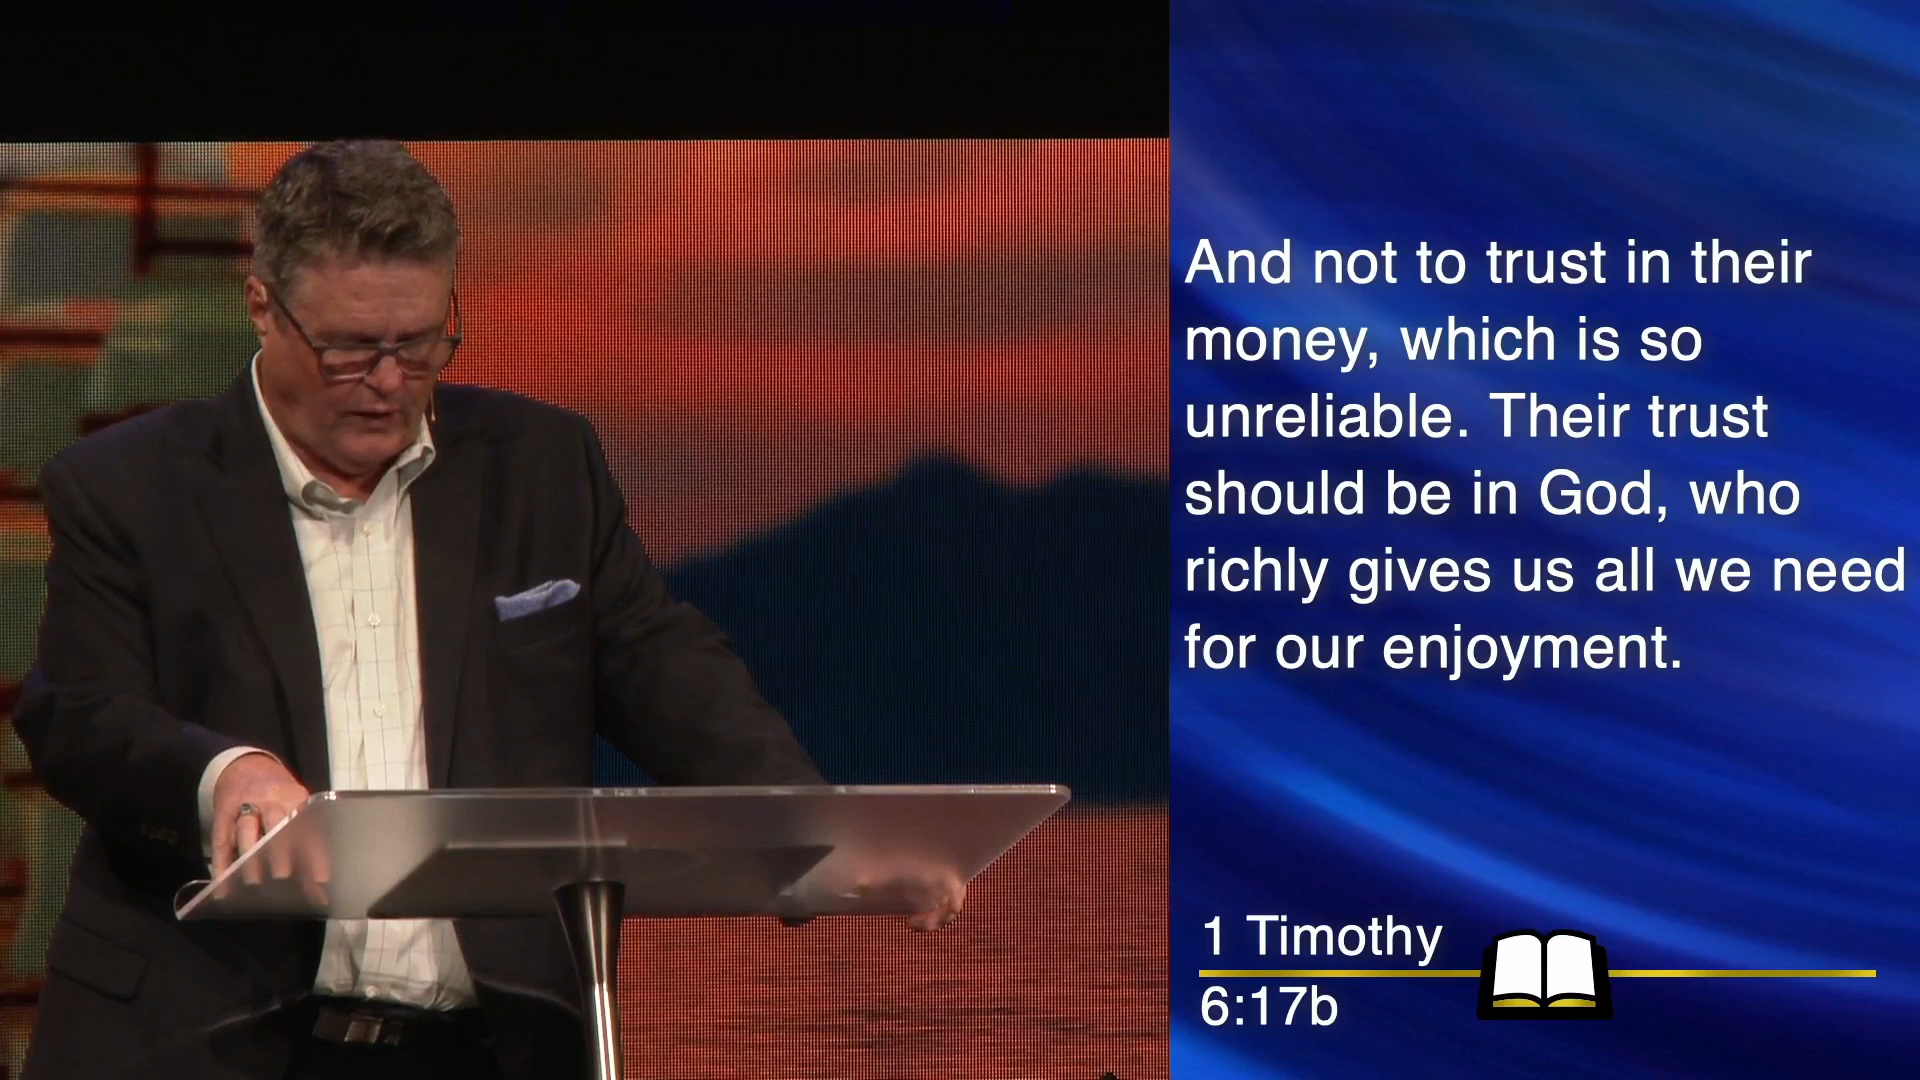 And not to trust in their
money, which is so
unreliable. Their trust
should be in God, who
richly gives us all we need
for our enjoyment.
1 Timothy
6:17b